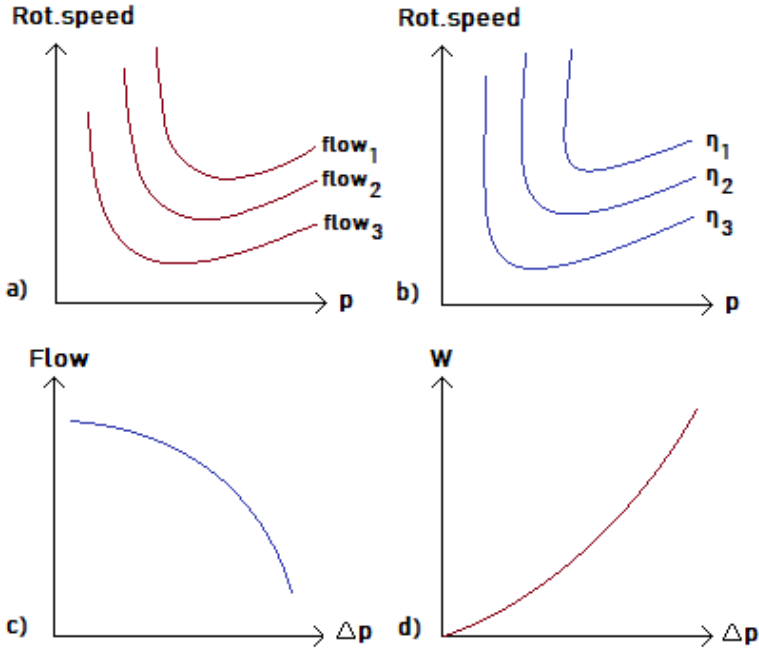 Rot.speed
flow₁
flow₂
flow₃
a)
p
Rot.speed
η₁
η₂
η₃
b)
p
Flow
c)
Δp
W
d)
Δp